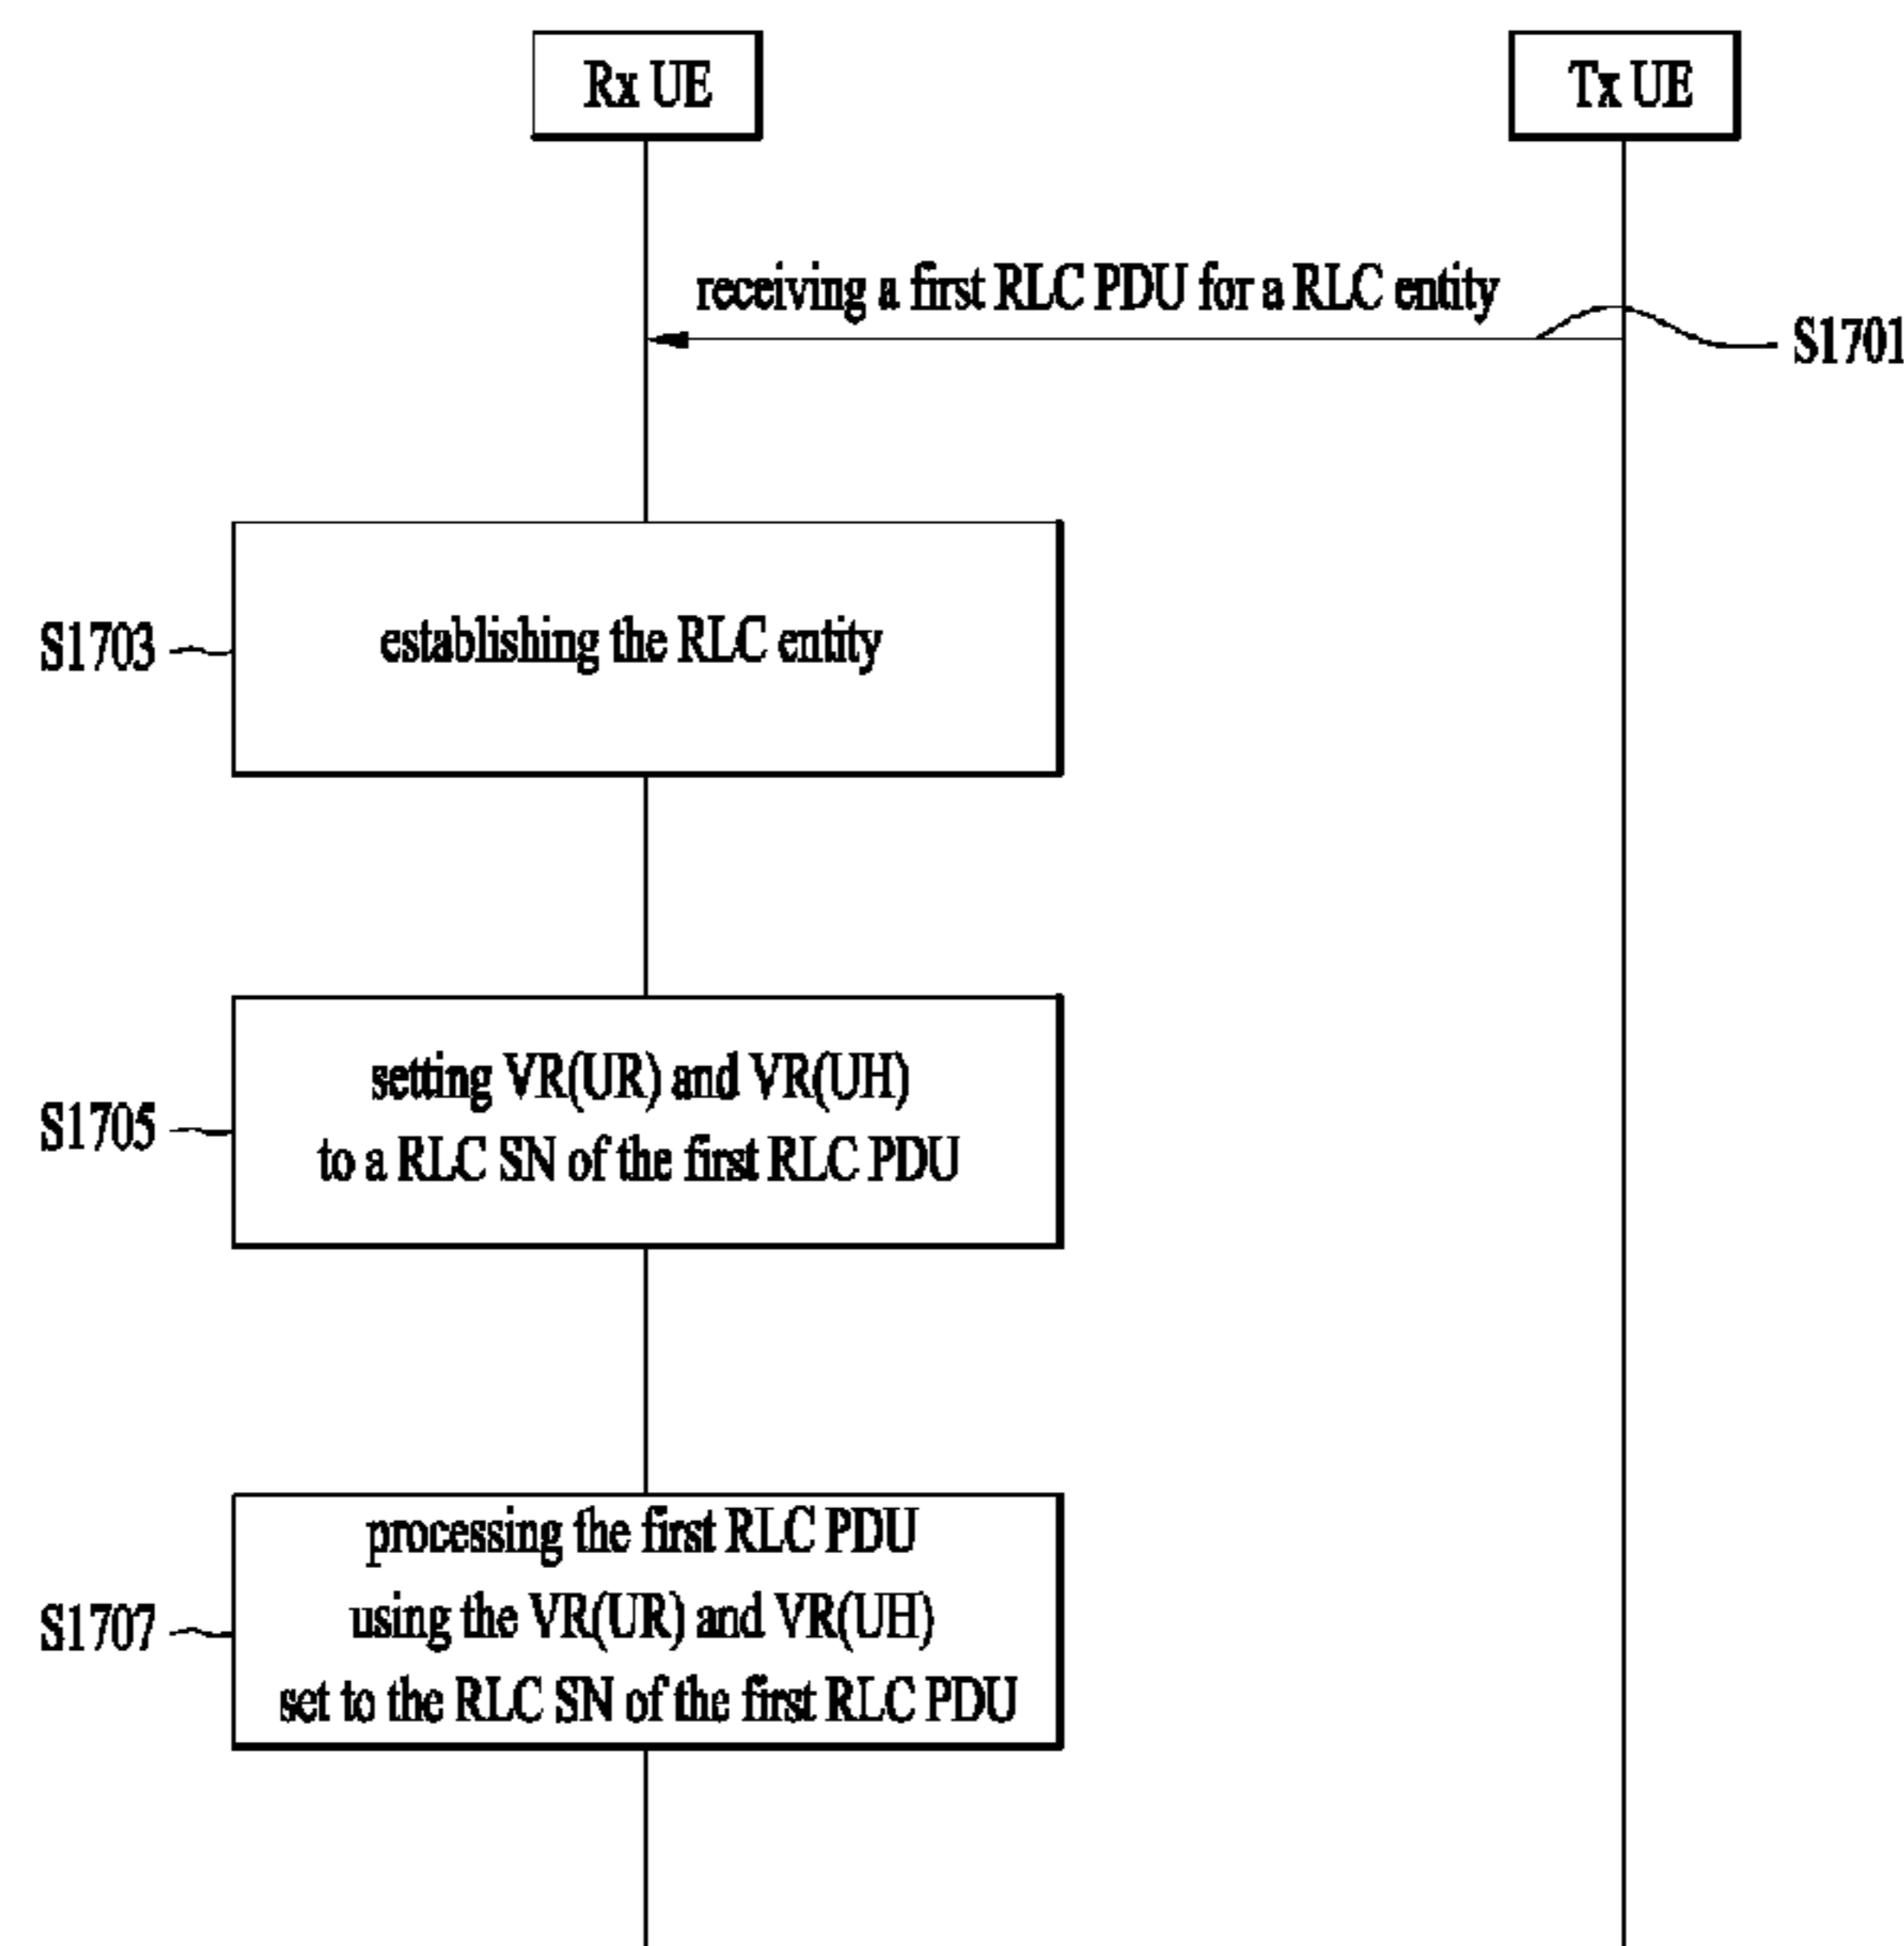 Rx UE
Tx UE
receiving a first RLC PDU for a RLC entity
S1701
establishing the RLC entity
S1703
setting VR(UR) and VR(UH)
to a RLC SN of the first RLC PDU
S1705
processing the first RLC PDU
using the VR(UR) and VR(UH)
set to the RLC SN of the first RLC PDU
S1707